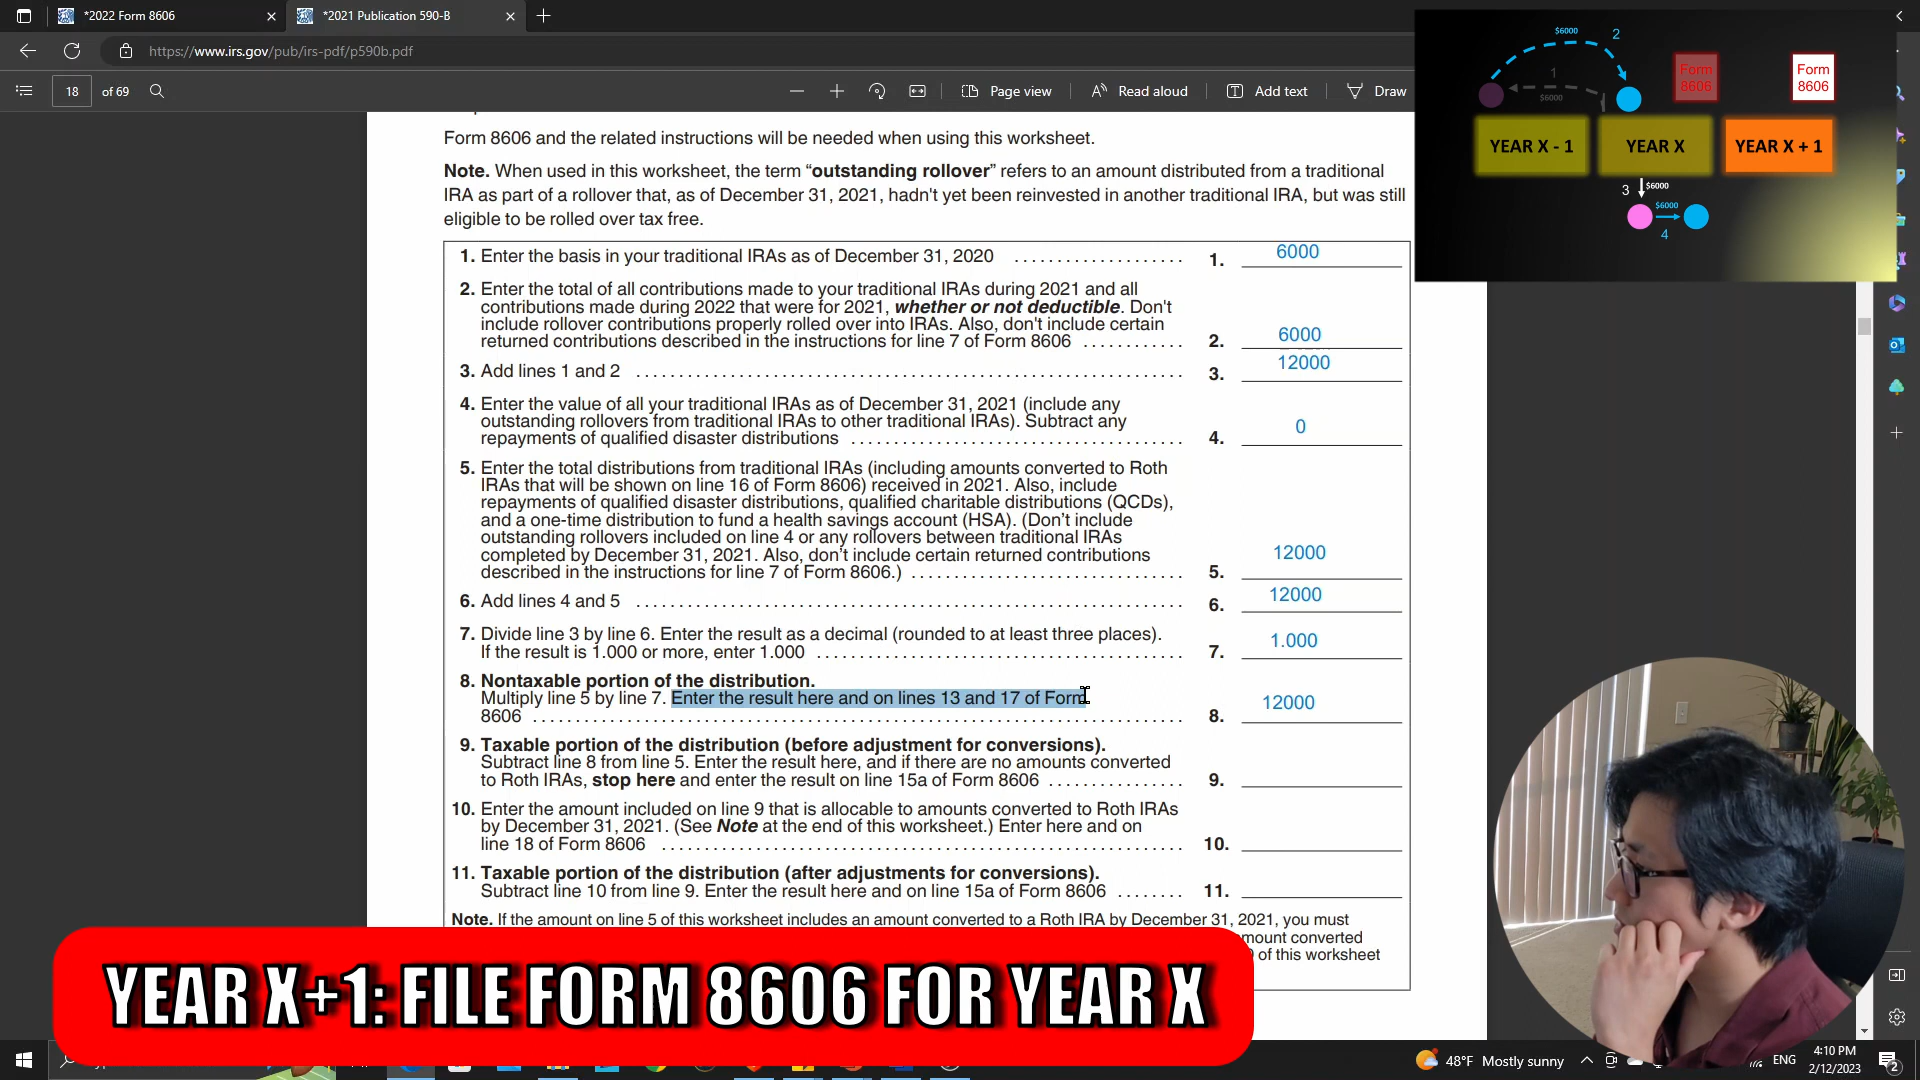 *2022 Form 8606
*2021 Publication 590-B
https://www.irs.gov/pub/irs-pdf/p590b.pdf
18 of 69
Page view
Read aloud
Add text
Draw
Form 8606 and the related instructions will be needed when using this worksheet.
Note. When used in this worksheet, the term “outstanding rollover” refers to an amount distributed from a traditional
IRA as part of a rollover that, as of December 31, 2021, hadn't yet been reinvested in another traditional IRA, but was still
eligible to be rolled over tax free.
1. Enter the basis in your traditional IRAs as of December 31, 2020 . . . . . . . . . . . . . . . . . . . 1. 6000
2. Enter the total of all contributions made to your traditional IRAs during 2021 and all
contributions made during 2022 that were for 2021, whether or not deductible. Don't
include rollover contributions properly rolled over into IRAs. Also, don't include certain
returned contributions described in the instructions for line 7 of Form 8606 . . . . . . . . . . . 2. 6000
3. Add lines 1 and 2 . . . . . . . . . . . . . . . . . . . 3. 12000
4. Enter the value of all your traditional IRAs as of December 31, 2021 (include any
outstanding rollovers from traditional IRAs to other traditional IRAs). Subtract any
repayments of qualified disaster distributions . . . . . . . . . . . . . . . . . . . 4. 0
5. Enter the total distributions from traditional IRAs (including amounts converted to Roth
IRAs that will be shown on line 16 of Form 8606) received in 2021. Also, include
repayments of qualified disaster distributions, qualified charitable distributions (QCDs),
and a one-time distribution to fund a health savings account (HSA). (Don’t include
outstanding rollovers included on line 4 or any rollovers between traditional IRAs
completed by December 31, 2021. Also, don’t include certain returned contributions
described in the instructions for line 7 of Form 8606.) . . . . . . . . . . . . . . . . . . . 5. 12000
6. Add lines 4 and 5 . . . . . . . . . . . . . . . . . . . 6. 12000
7. Divide line 3 by line 6. Enter the result as a decimal (rounded to at least three places).
If the result is 1.000 or more, enter 1.000 . . . . . . . . . . . . . . . . . . . 7. 1.000
8. Nontaxable portion of the distribution.
Multiply line 5 by line 7. Enter the result here and on lines 13 and 17 of Form
8606 . . . . . . . . . . . . . . . . . . . 8. 12000
9. Taxable portion of the distribution (before adjustment for conversions).
Subtract line 8 from line 5. Enter the result here, and if there are no amounts converted
to Roth IRAs, stop here and enter the result on line 15a of Form 8606 . . . . . . . . . . . . . . 9.
10. Enter the amount included on line 9 that is allocable to amounts converted to Roth IRAs
by December 31, 2021. (See Note at the end of this worksheet.) Enter here and on
line 18 of Form 8606 . . . . . . . . . . . . . . . . . . . 10.
11. Taxable portion of the distribution (after adjustments for conversions).
Subtract line 10 from line 9. Enter the result here and on line 15a of Form 8606 . . . . . . . 11.
Note. If the amount on line 5 of this worksheet includes an amount converted to a Roth IRA by December 31, 2021, you must
mount converted
of this worksheet
$6000
2
1
$6000
Form
8606
Form
8606
YEAR X - 1
YEAR X
YEAR X + 1
3 $6000
$6000
4
YEAR X+1: FILE FORM 8606 FOR YEAR X
48°F Mostly sunny
ENG
4:10 PM
2/12/2023
2